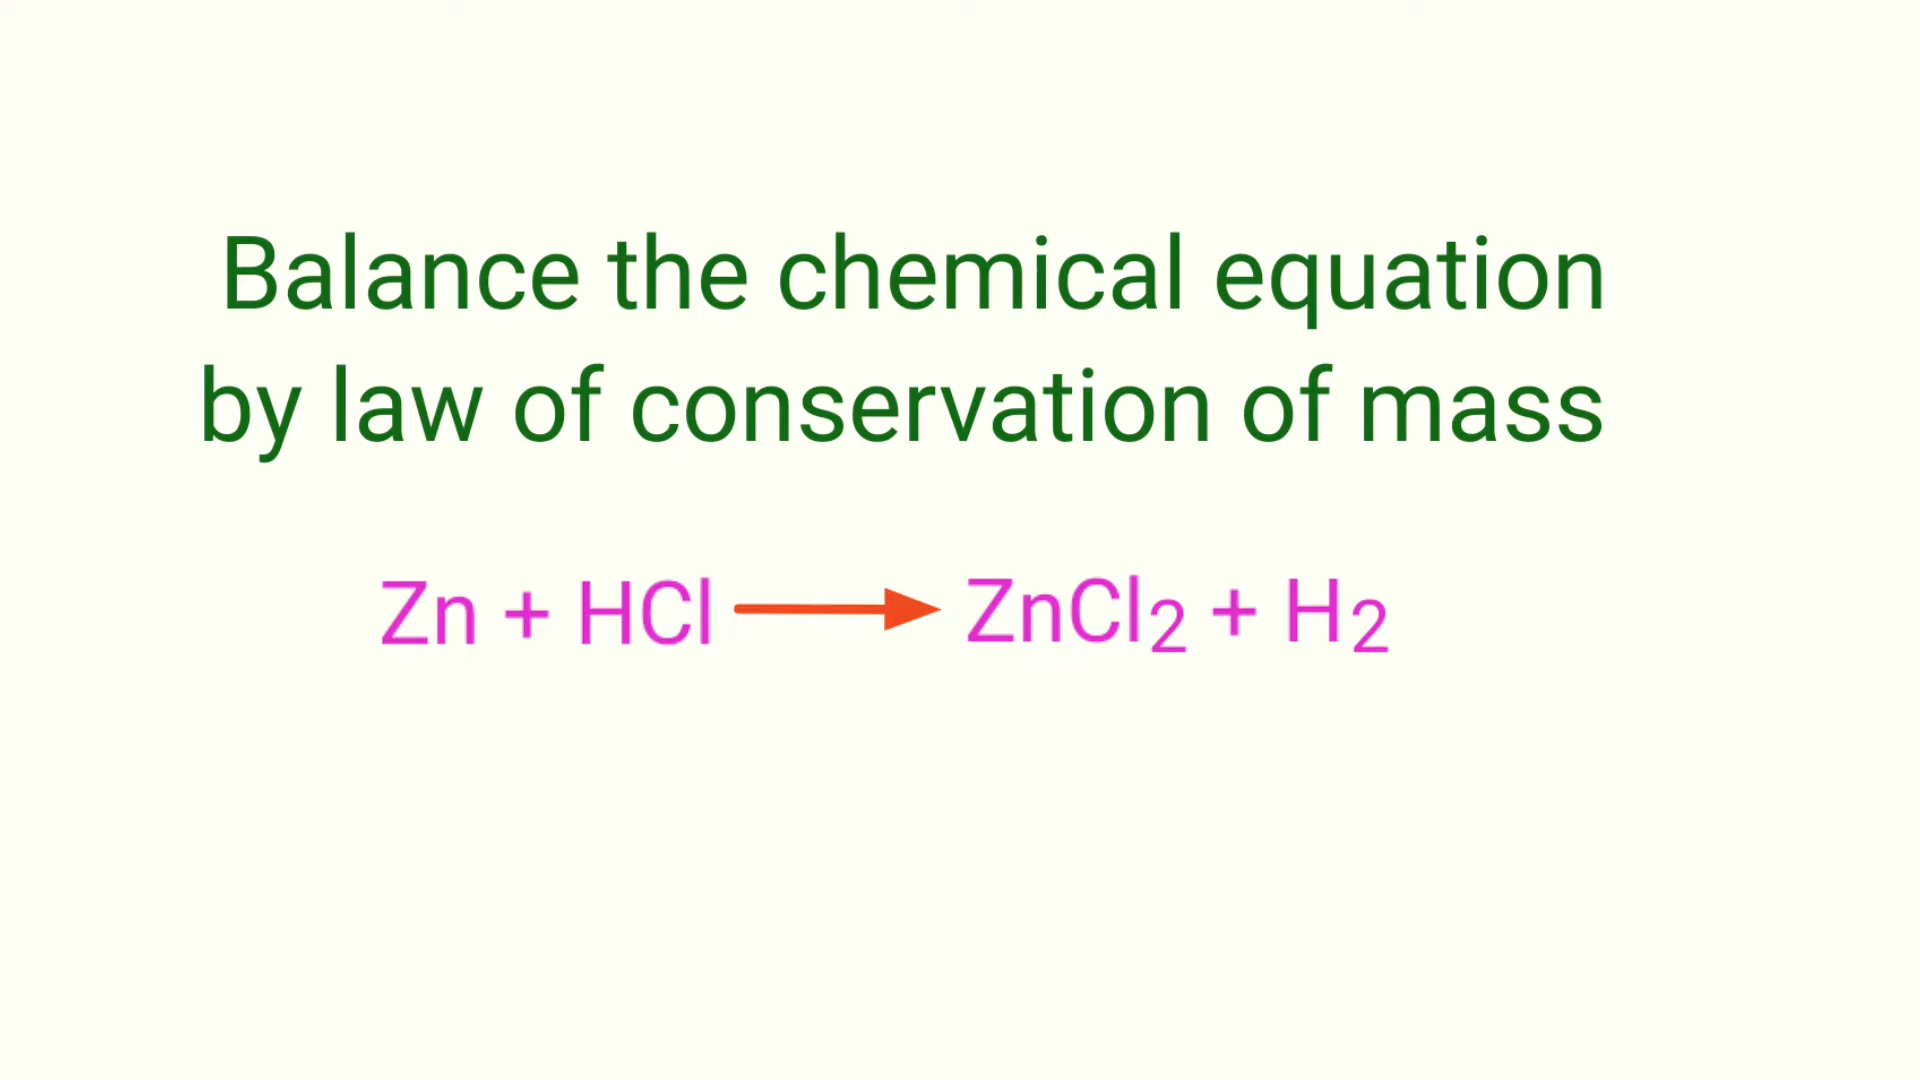 Balance the chemical equation
by law of conservation of mass
Zn + HCl → ZnCl₂ + H₂